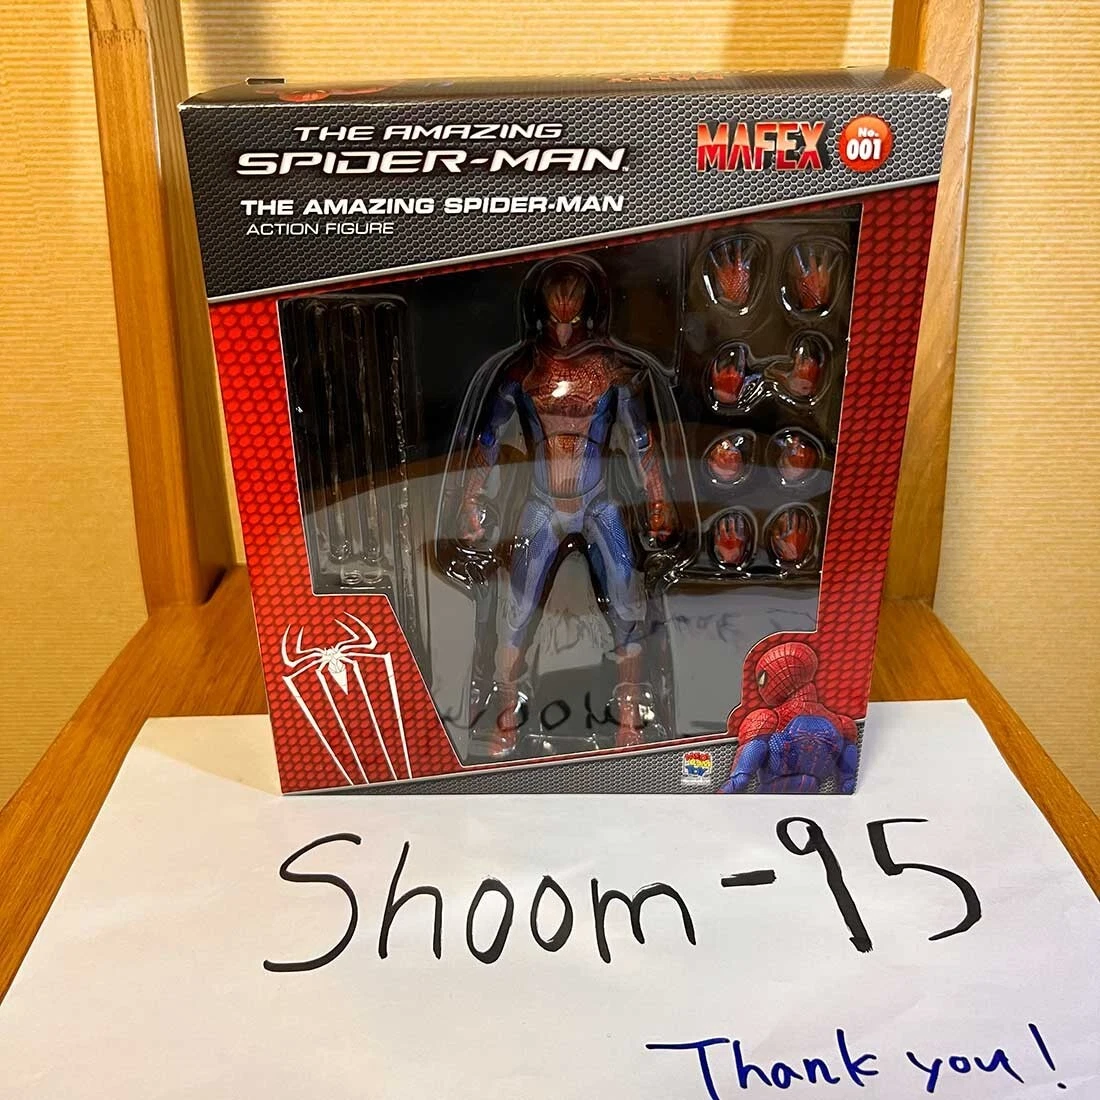 THE AMAZING
SPIDER-MAN
THE AMAZING SPIDER-MAN
ACTION FIGURE
MAFEX
No.
001
Shoom-95
Thank you!